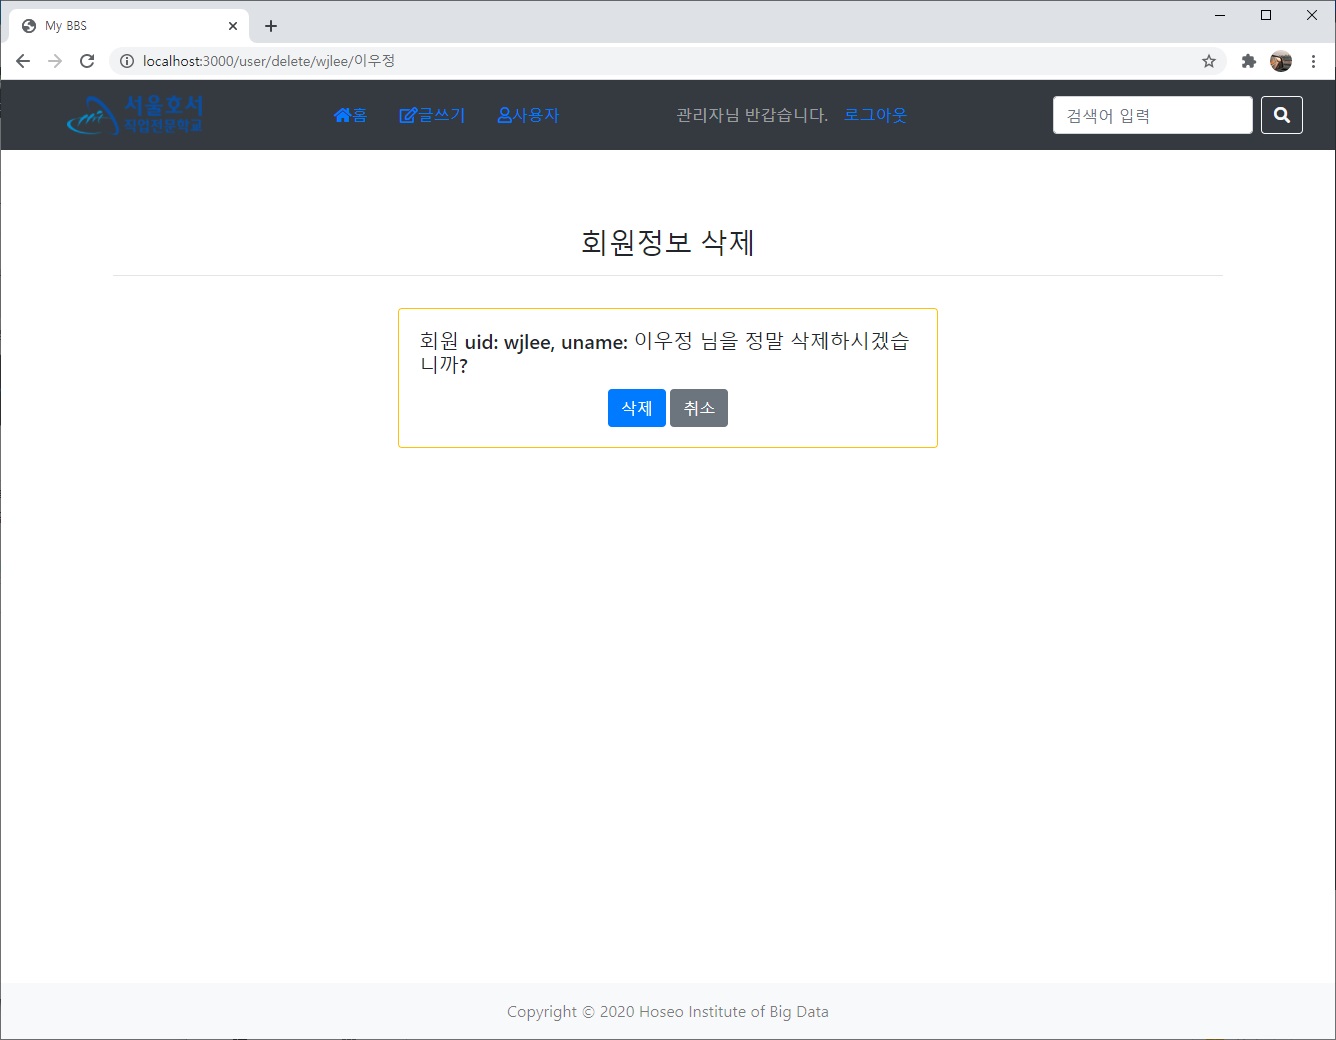 My BBS
localhost:3000/user/delete/wjlee/이우정
서울호서
직업전문학교
홈 글쓰기 사용자 관리자님 반갑습니다. 로그아웃 검색어 입력
회원정보 삭제
회원 uid: wjlee, uname: 이우정 님을 정말 삭제하시겠습
니까?
삭제 취소
Copyright © 2020 Hoseo Institute of Big Data